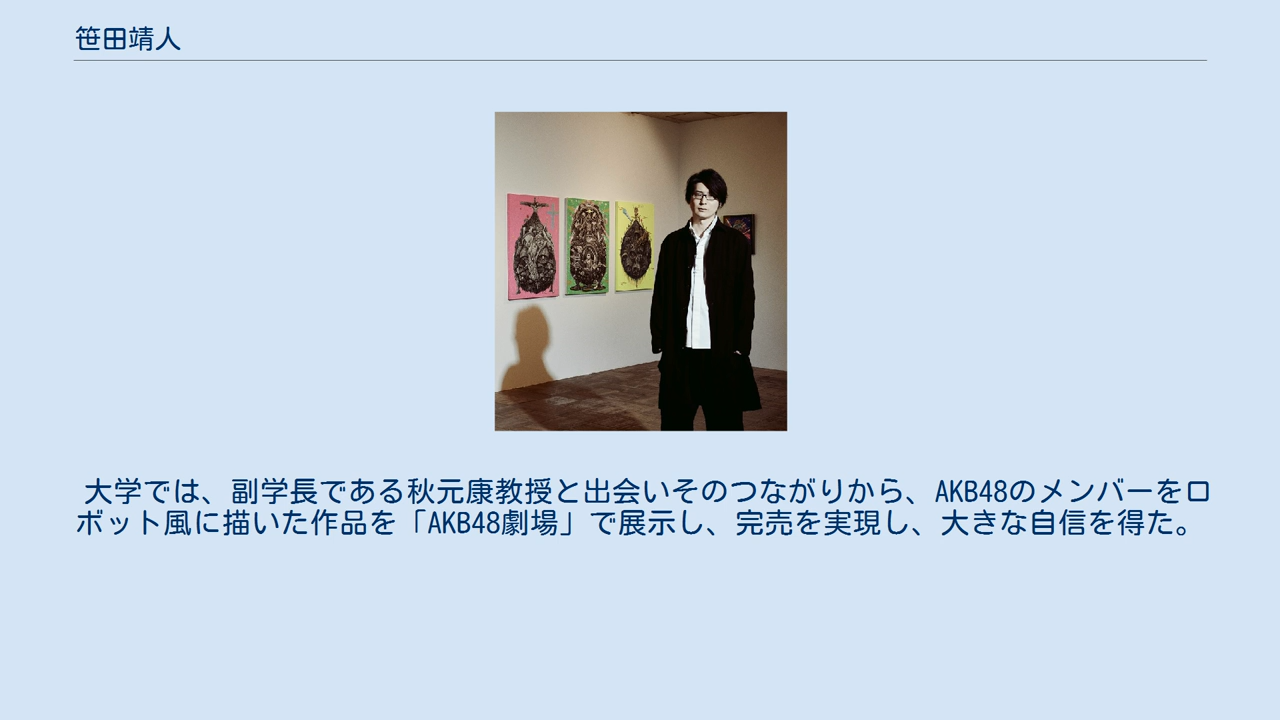 笹田靖人
大学では、副学長である秋元康教授と出会いそのつながりから、AKB48のメンバーをロ
ボット風に描いた作品を「AKB48劇場」で展示し、完売を実現し、大きな自信を得た。